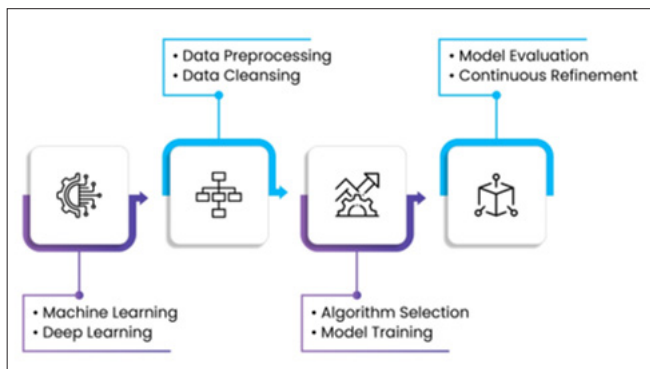 • Data Preprocessing
• Data Cleansing
• Model Evaluation
• Continuous Refinement
• Machine Learning
• Deep Learning
• Algorithm Selection
• Model Training